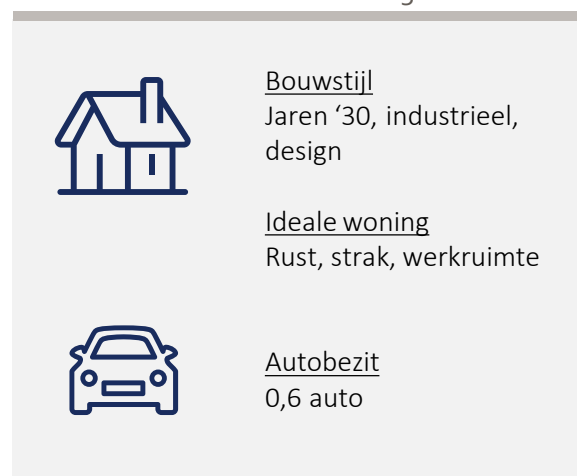 Bouwstijl
Jaren ‘30, industrieel,
design
Ideale woning
Rust, strak, werkruimte
Autobezit
0,6 auto